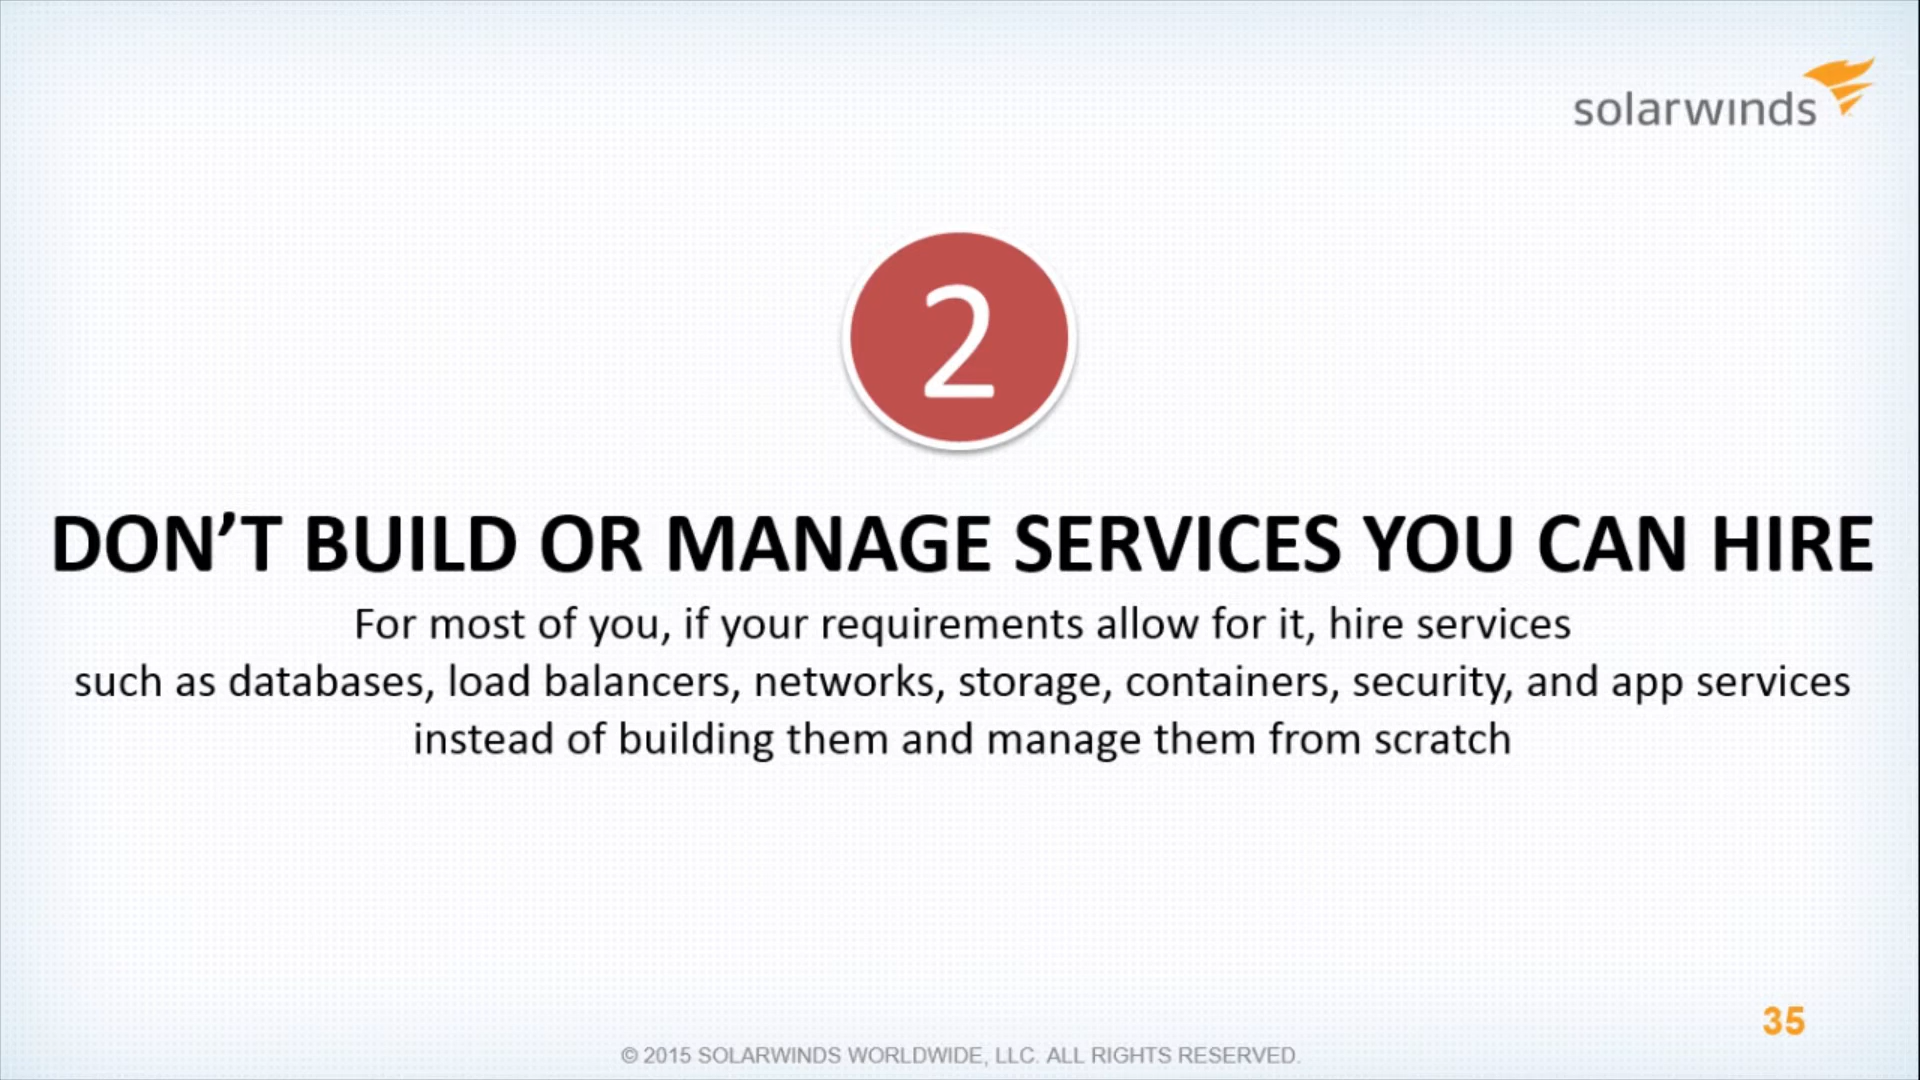 solarwinds
2
DON’T BUILD OR MANAGE SERVICES YOU CAN HIRE
For most of you, if your requirements allow for it, hire services
such as databases, load balancers, networks, storage, containers, security, and app services
instead of building them and manage them from scratch
35
© 2015 SOLARWINDS WORLDWIDE, LLC. ALL RIGHTS RESERVED.